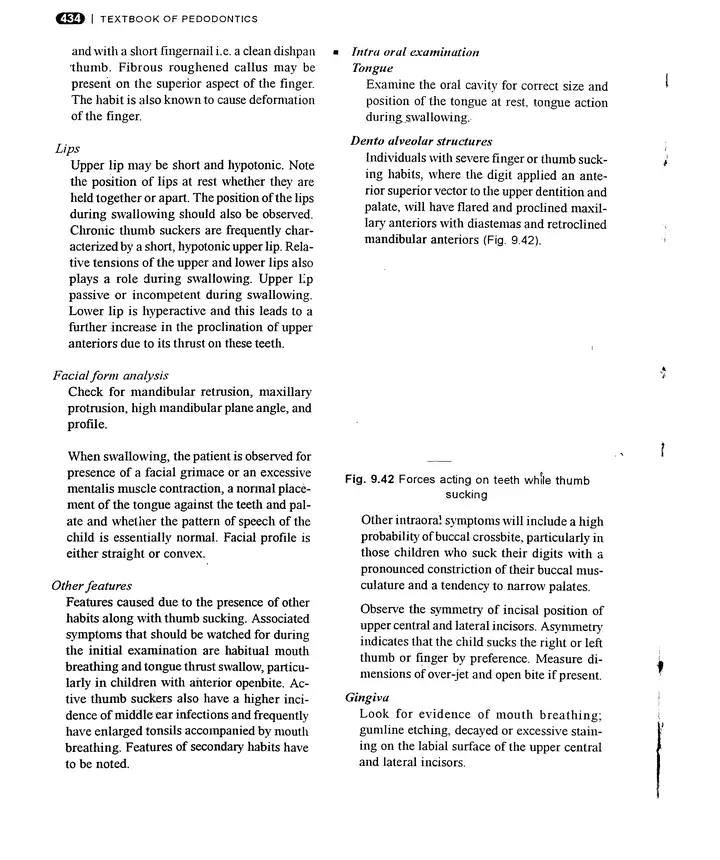 434 | TEXTBOOK OF PEDODONTICS
and with a short fingernail i.e. a clean dishpan
thumb. Fibrous roughened callus may be
present on the superior aspect of the finger.
The habit is also known to cause deformation
of the finger.
Lips
Upper lip may be short and hypotonic. Note
the position of lips at rest whether they are
held together or apart. The position of the lips
during swallowing should also be observed.
Chronic thumb suckers are frequently char-
acterized by a short, hypotonic upper lip. Rela-
tive tensions of the upper and lower lips also
plays a role during swallowing. Upper lip
passive or incompetent during swallowing.
Lower lip is hyperactive and this leads to a
further increase in the proclination of upper
anteriors due to its thrust on these teeth.
Facial form analysis
Check for mandibular retrusion, maxillary
protrusion, high mandibular plane angle, and
profile.
When swallowing, the patient is observed for
presence of a facial grimace or an excessive
mentalis muscle contraction, a normal place-
ment of the tongue against the teeth and pal-
ate and whether the pattern of speech of the
child is essentially normal. Facial profile is
either straight or convex.
Other features
Features caused due to the presence of other
habits along with thumb sucking. Associated
symptoms that should be watched for during
the initial examination are habitual mouth
breathing and tongue thrust swallow, particu-
larly in children with anterior openbite. Ac-
tive thumb suckers also have a higher inci-
dence of middle ear infections and frequently
have enlarged tonsils accompanied by mouth
breathing. Features of secondary habits have
to be noted.
▪ Intra oral examination
Tongue
Examine the oral cavity for correct size and
position of the tongue at rest, tongue action
during swallowing.
Dento alveolar structures
Individuals with severe finger or thumb suck-
ing habits, where the digit applied an ante-
rior superior vector to the upper dentition and
palate, will have flared and proclined maxil-
lary anteriors with diastemas and retroclined
mandibular anteriors (Fig. 9.42).
Fig. 9.42 Forces acting on teeth while thumb
sucking
Other intraoral symptoms will include a high
probability of buccal crossbite, particularly in
those children who suck their digits with a
pronounced constriction of their buccal mus-
culature and a tendency to narrow palates.
Observe the symmetry of incisal position of
upper central and lateral incisors. Asymmetry
indicates that the child sucks the right or left
thumb or finger by preference. Measure di-
mensions of over-jet and open bite if present.
Gingiva
Look for evidence of mouth breathing;
gumline etching, decayed or excessive stain-
ing on the labial surface of the upper central
and lateral incisors.